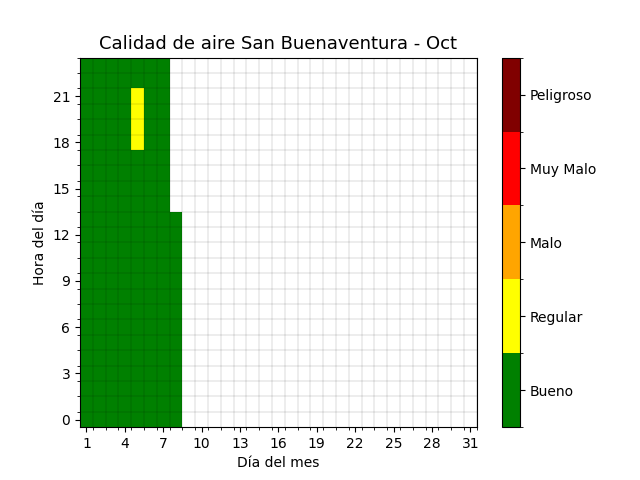 Calidad de aire San Buenaventura - Oct
Hora del día
21
18
15
12
9
6
3
0
1 4 7 10 13 16 19 22 25 28 31
Día del mes
Peligroso
Muy Malo
Malo
Regular
Bueno